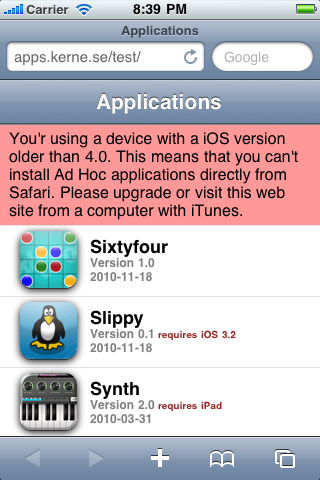 Carrier 8:39 PM
Applications
apps.kerne.se/test/ Google
Applications
You'r using a device with a iOS version
older than 4.0. This means that you can't
install Ad Hoc applications directly from
Safari. Please upgrade or visit this web
site from a computer with iTunes.
Sixtyfour
Version 1.0
2010-11-18
Slippy
Version 0.1 requires iOS 3.2
2010-11-18
Synth
Version 2.0 requires iPad
2010-03-31